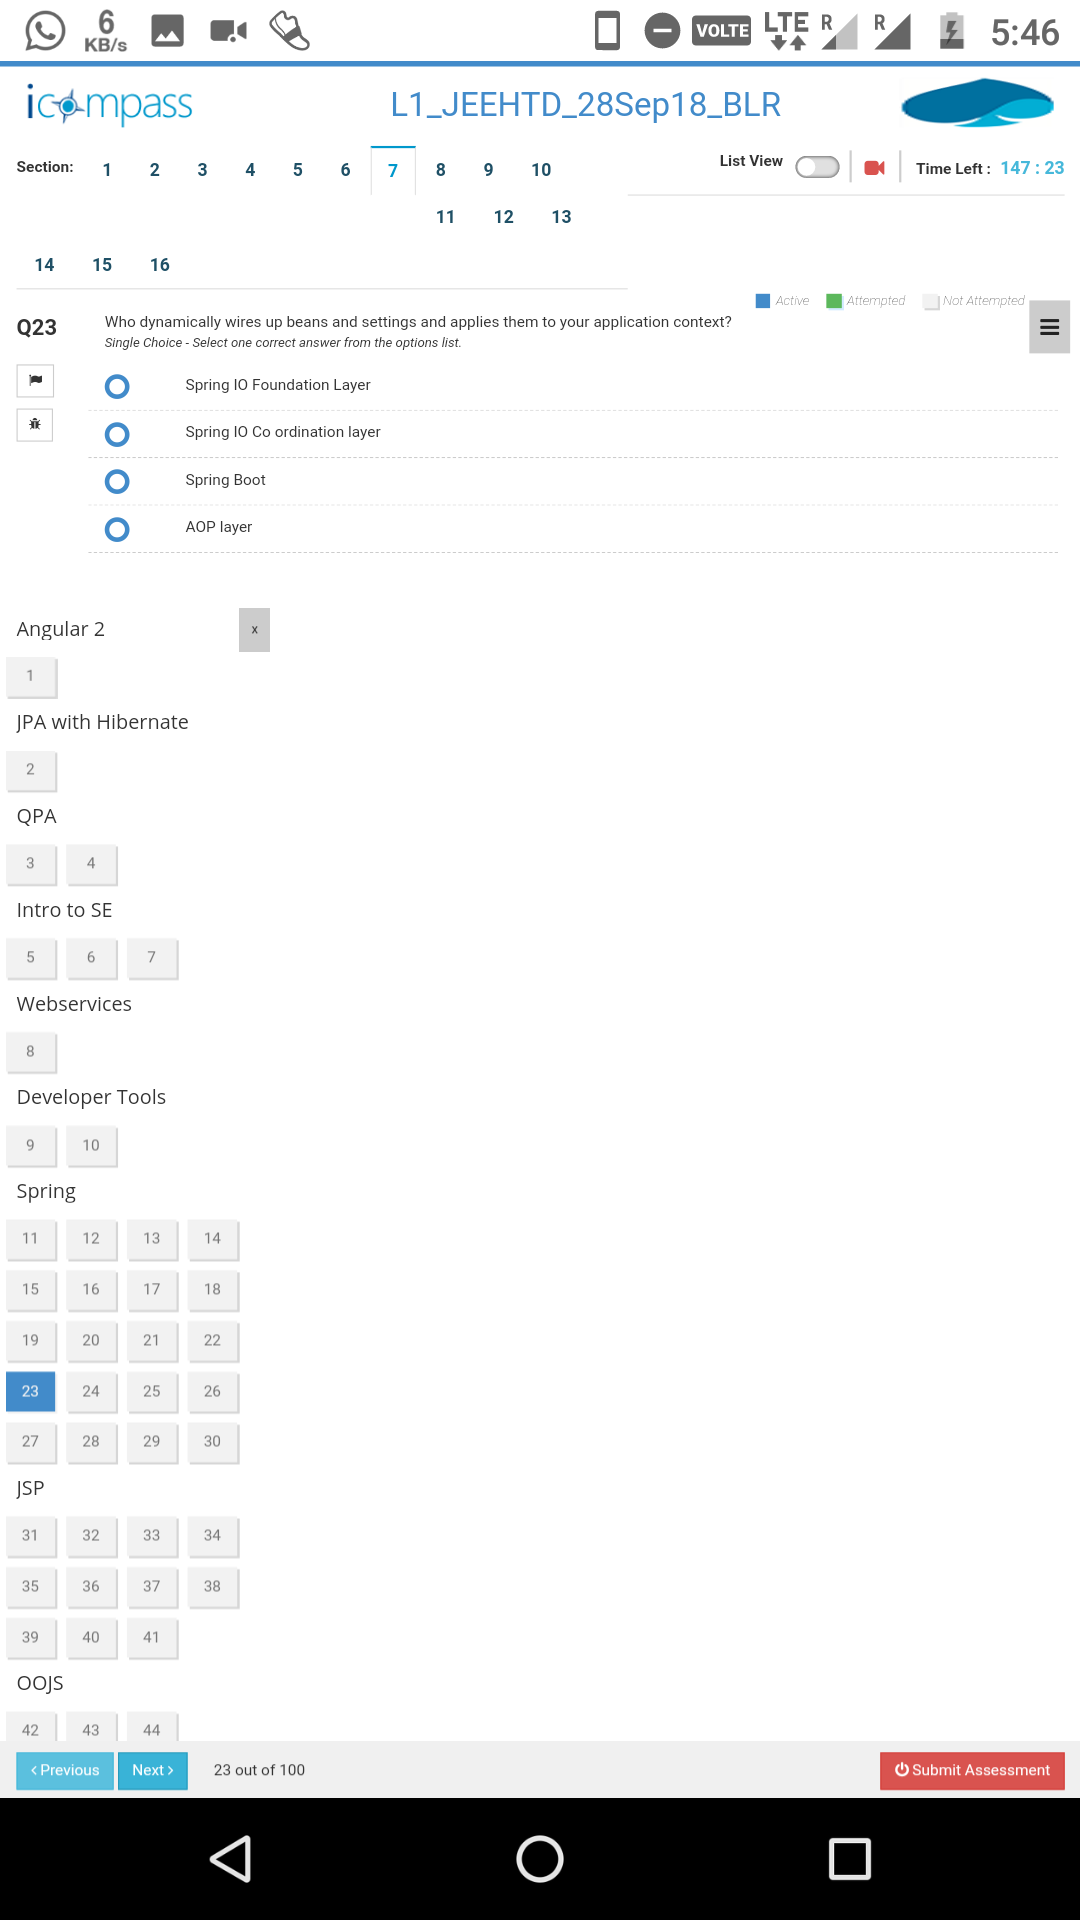 6
KB/s
VOLTE
LTE
R
R
5:46
icompass
L1_JEEHTD_28Sep18_BLR
Section: 1 2 3 4 5 6 7 8 9 10
List View
Time Left : 147 : 23
11 12 13
14 15 16
Active Attempted Not Attempted
Q23
Who dynamically wires up beans and settings and applies them to your application context?
Single Choice - Select one correct answer from the options list.
Spring IO Foundation Layer
Spring IO Co ordination layer
Spring Boot
AOP layer
Angular 2
x
1
JPA with Hibernate
2
QPA
3 4
Intro to SE
5 6 7
Webservices
8
Developer Tools
9 10
Spring
11 12 13 14
15 16 17 18
19 20 21 22
23 24 25 26
27 28 29 30
JSP
31 32 33 34
35 36 37 38
39 40 41
OOJS
42 43 44
Previous Next 23 out of 100 Submit Assessment